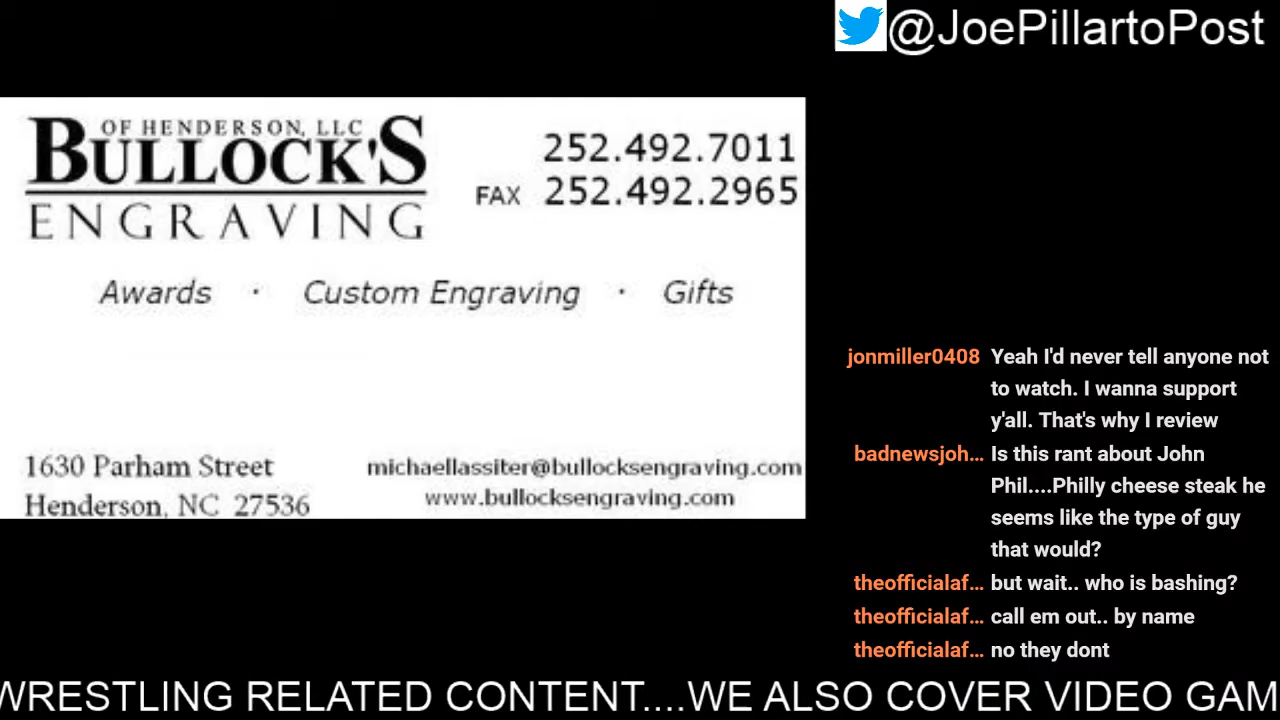 @JoePillartoPost
OF HENDERSON, LLC
BULLOCK'S
ENGRAVING
252.492.7011
FAX 252.492.2965
Awards · Custom Engraving · Gifts
1630 Parham Street
Henderson, NC 27536
michaellassiter@bullocksengraving.com
www.bullocksengraving.com
jonmiller0408 Yeah I'd never tell anyone not
to watch. I wanna support
y'all. That's why I review
badnewsjoh… Is this rant about John
Phil....Philly cheese steak he
seems like the type of guy
that would?
theofficialaf… but wait.. who is bashing?
theofficialaf… call em out.. by name
theofficialaf… no they dont
WRESTLING RELATED CONTENT....WE ALSO COVER VIDEO GAM